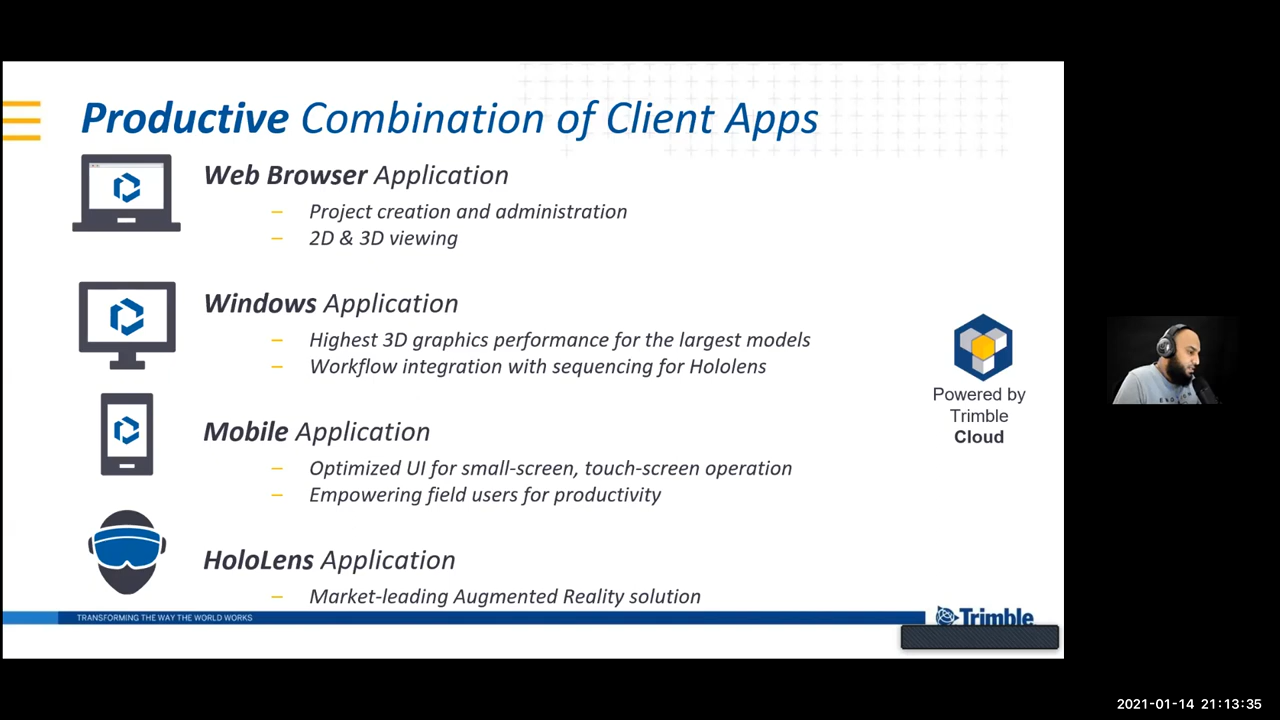 Productive Combination of Client Apps
Web Browser Application
– Project creation and administration
– 2D & 3D viewing
Windows Application
– Highest 3D graphics performance for the largest models
– Workflow integration with sequencing for Hololens
Mobile Application
– Optimized UI for small-screen, touch-screen operation
– Empowering field users for productivity
HoloLens Application
– Market-leading Augmented Reality solution
Powered by
Trimble
Cloud
TRANSFORMING THE WAY THE WORLD WORKS
Trimble
2021-01-14 21:13:35